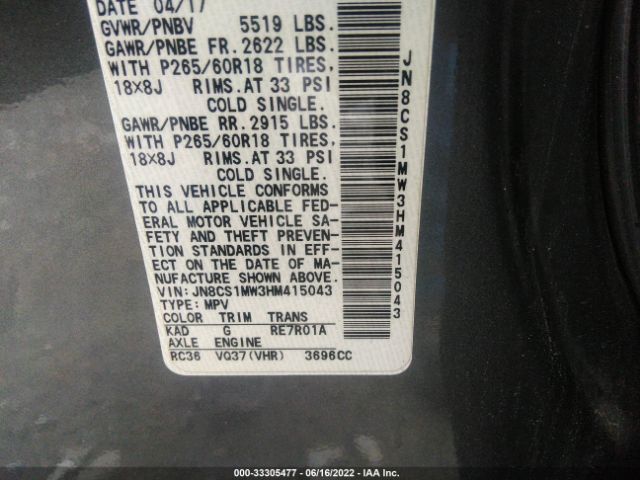 DATE 04/17
GVWR/PNBV 5519 LBS.
GAWR/PNBE FR. 2622 LBS.
WITH P265/60R18 TIRES,
18X8J RIMS.AT 33 PSI
COLD SINGLE.
GAWR/PNBE RR. 2915 LBS.
WITH P265/60R18 TIRES,
18X8J RIMS.AT 33 PSI
COLD SINGLE.
THIS VEHICLE CONFORMS
TO ALL APPLICABLE FED-
ERAL MOTOR VEHICLE SA-
FETY AND THEFT PREVEN-
TION STANDARDS IN EFF-
ECT ON THE DATE OF MA-
NUFACTURE SHOWN ABOVE.
VIN:JN8CS1MW3HM415043
TYPE:MPV
COLOR TRIM TRANS
KAD G RE7R01A
AXLE ENGINE
RC36 VQ37(VHR) 3696CC
JN8CS1MW3HM415043
000-33305477 - 06/16/2022 - IAA Inc.